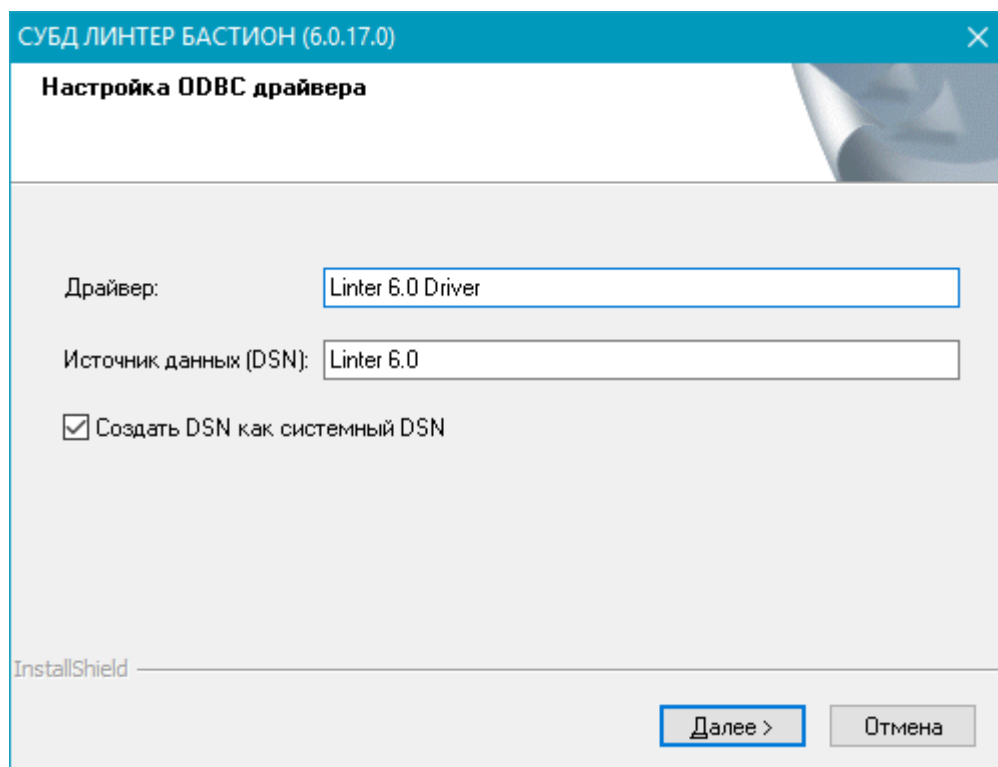 СУБД ЛИНТЕР БАСТИОН (6.0.17.0)
Настройка ODBC драйвера
Драйвер: Linter 6.0 Driver
Источник данных (DSN): Linter 6.0
Создать DSN как системный DSN
InstallShield
Далее >
Отмена